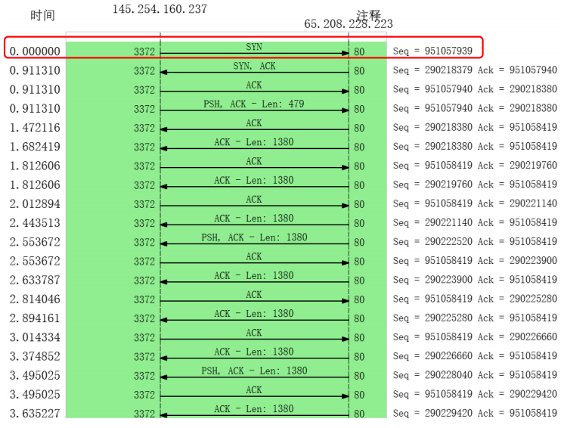 时间 145.254.160.237 注释
65.208.228.223
0.000000 3372 SYN 80 Seq = 951057939
0.911310 3372 SYN, ACK 80 Seq = 290218379 Ack = 951057940
0.911310 3372 ACK 80 Seq = 951057940 Ack = 290218380
0.911310 3372 PSH, ACK - Len: 479 80 Seq = 951057940 Ack = 290218380
1.472116 3372 ACK 80 Seq = 290218380 Ack = 951058419
1.682419 3372 ACK - Len: 1380 80 Seq = 290218380 Ack = 951058419
1.812606 3372 ACK 80 Seq = 951058419 Ack = 290219760
1.812606 3372 ACK - Len: 1380 80 Seq = 290219760 Ack = 951058419
2.012894 3372 ACK 80 Seq = 951058419 Ack = 290221140
2.443513 3372 ACK - Len: 1380 80 Seq = 290221140 Ack = 951058419
2.553672 3372 PSH, ACK - Len: 1380 80 Seq = 290222520 Ack = 951058419
2.553672 3372 ACK 80 Seq = 951058419 Ack = 290223900
2.633787 3372 ACK - Len: 1380 80 Seq = 290223900 Ack = 951058419
2.814046 3372 ACK 80 Seq = 951058419 Ack = 290225280
2.894161 3372 ACK - Len: 1380 80 Seq = 290225280 Ack = 951058419
3.014334 3372 ACK 80 Seq = 951058419 Ack = 290226660
3.374852 3372 ACK - Len: 1380 80 Seq = 290226660 Ack = 951058419
3.495025 3372 PSH, ACK - Len: 1380 80 Seq = 290228040 Ack = 951058419
3.495025 3372 ACK 80 Seq = 951058419 Ack = 290229420
3.635227 3372 ACK - Len: 1380 80 Seq = 290229420 Ack = 951058419